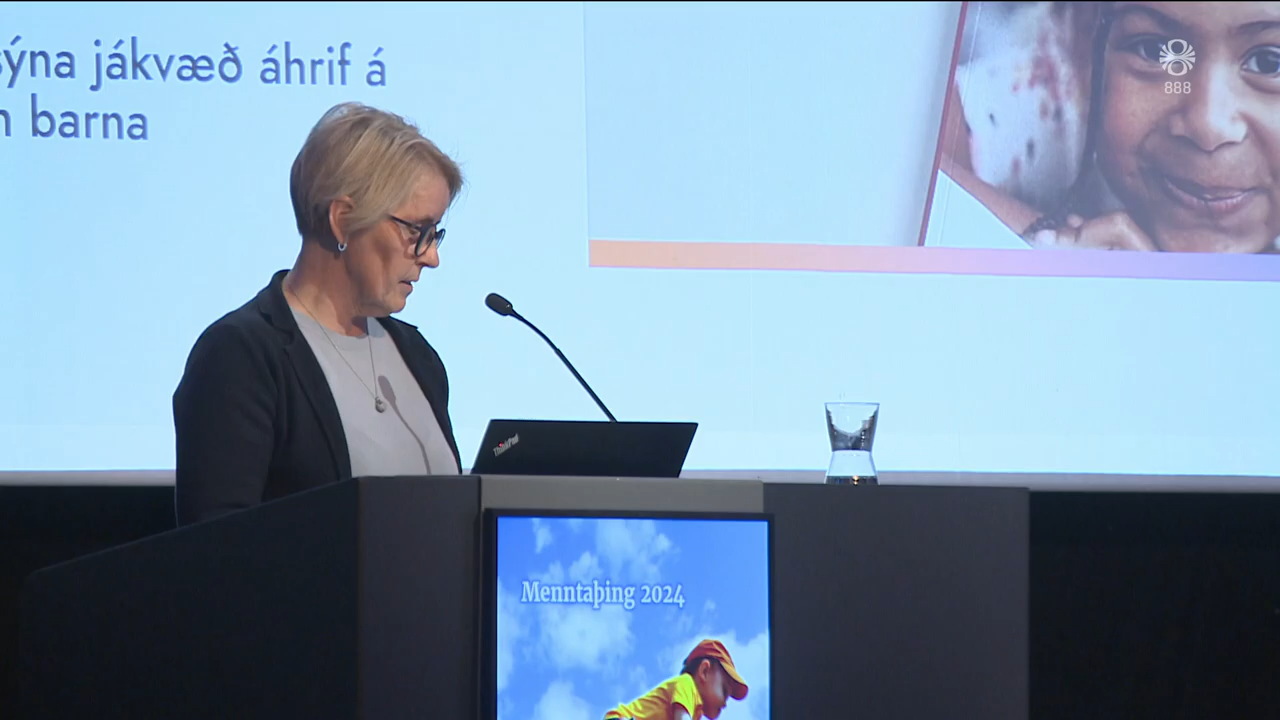 sýna jákvæð áhrif á
barna
888
ThinkPad
Menntaþing 2024